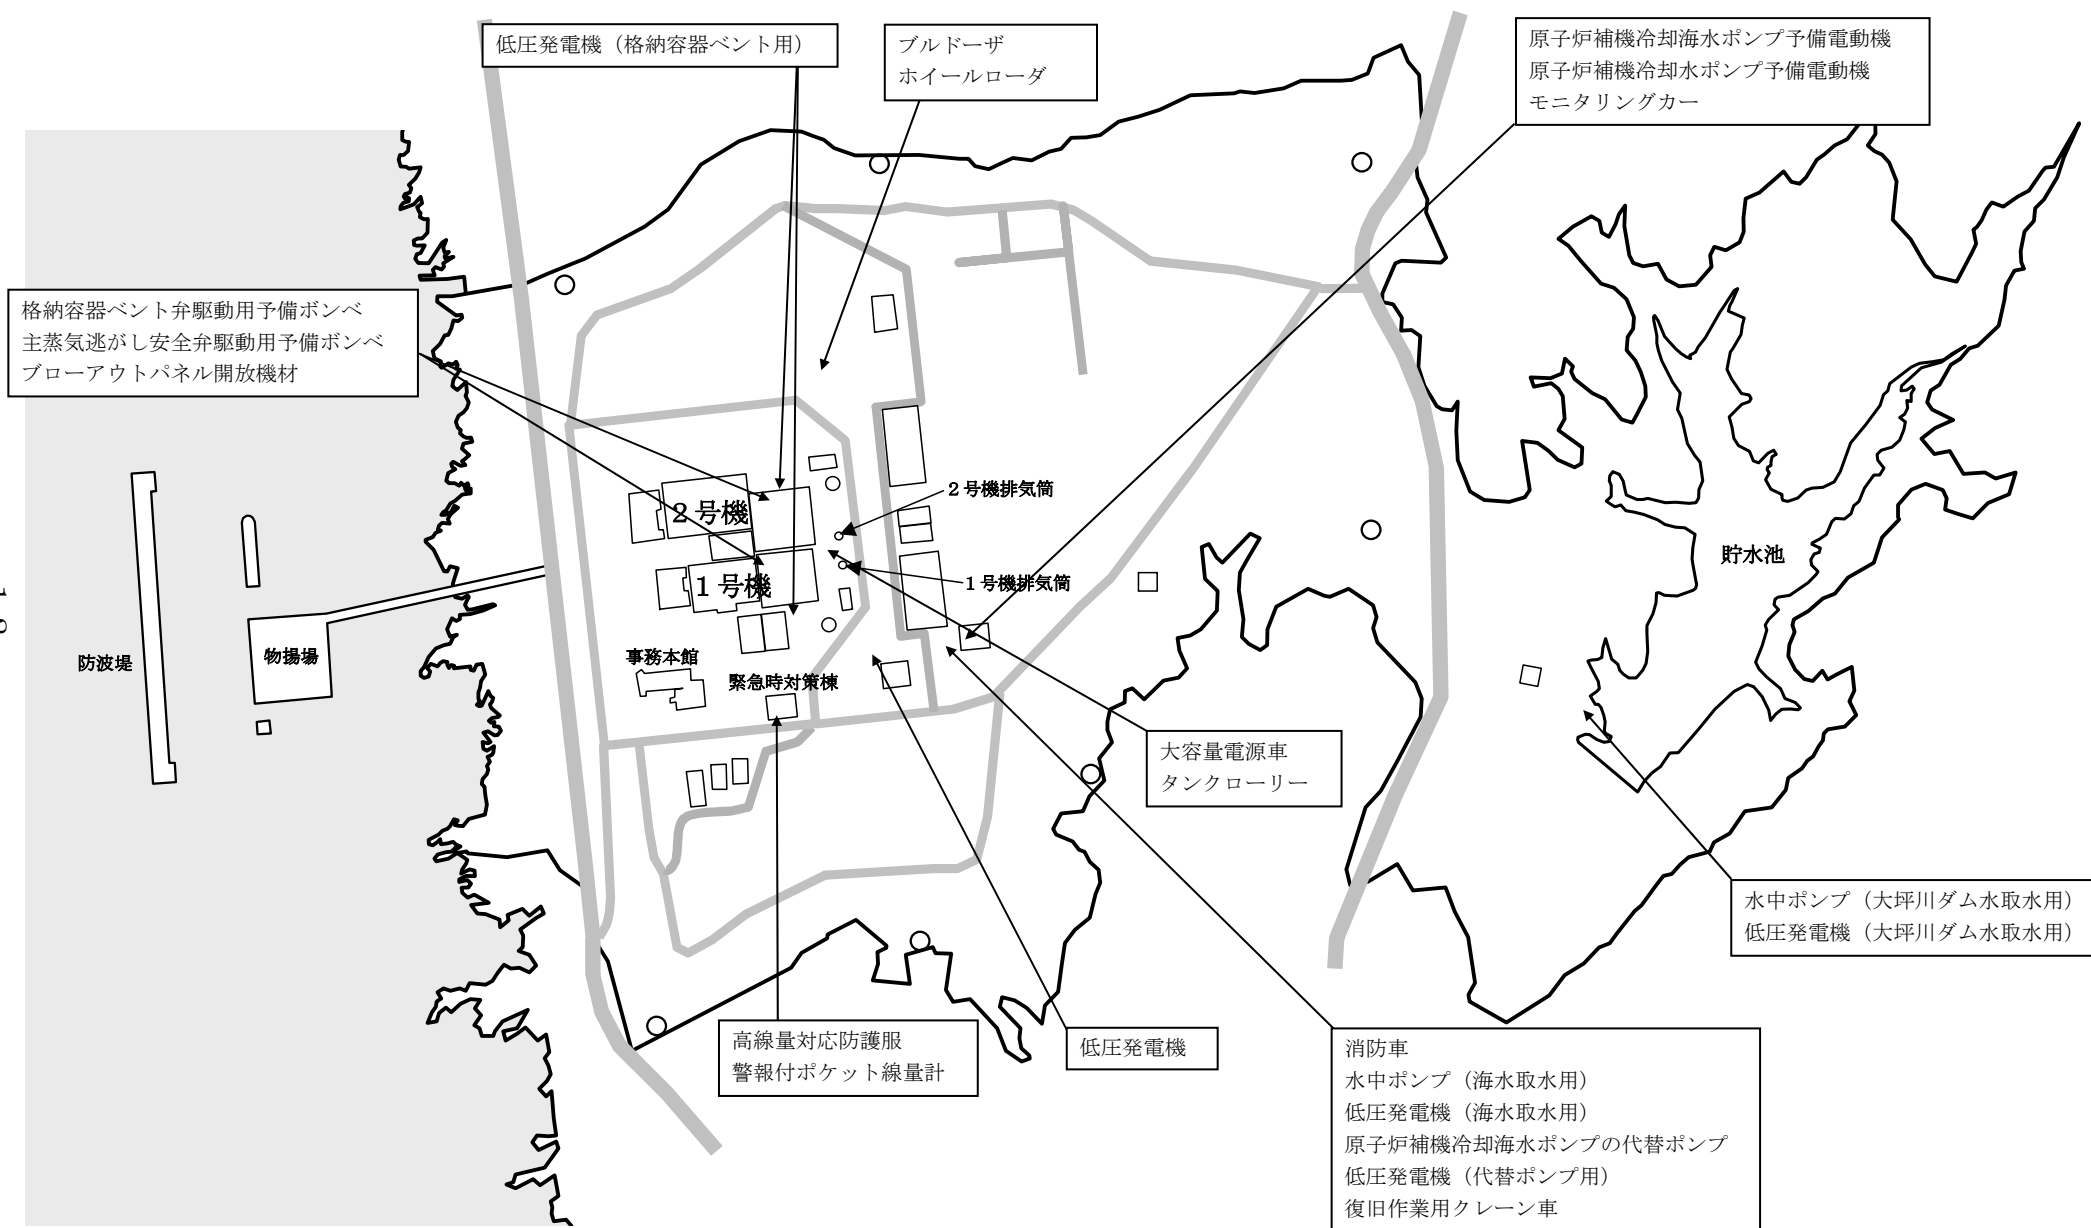 低圧発電機（格納容器ベント用）
ブルドーザ
ホイールローダ
原子炉補機冷却海水ポンプ予備電動機
原子炉補機冷却水ポンプ予備電動機
モニタリングカー
格納容器ベント弁駆動用予備ボンベ
主蒸気逃がし安全弁駆動用予備ボンベ
ブローアウトパネル開放機材
２号機
２号機排気筒
１号機
１号機排気筒
貯水池
防波堤
物揚場
事務本館
緊急時対策棟
大容量電源車
タンクローリー
水中ポンプ（大坪川ダム水取水用）
低圧発電機（大坪川ダム水取水用）
高線量対応防護服
警報付ポケット線量計
低圧発電機
消防車
水中ポンプ（海水取水用）
低圧発電機（海水取水用）
原子炉補機冷却海水ポンプの代替ポンプ
低圧発電機（代替ポンプ用）
復旧作業用クレーン車